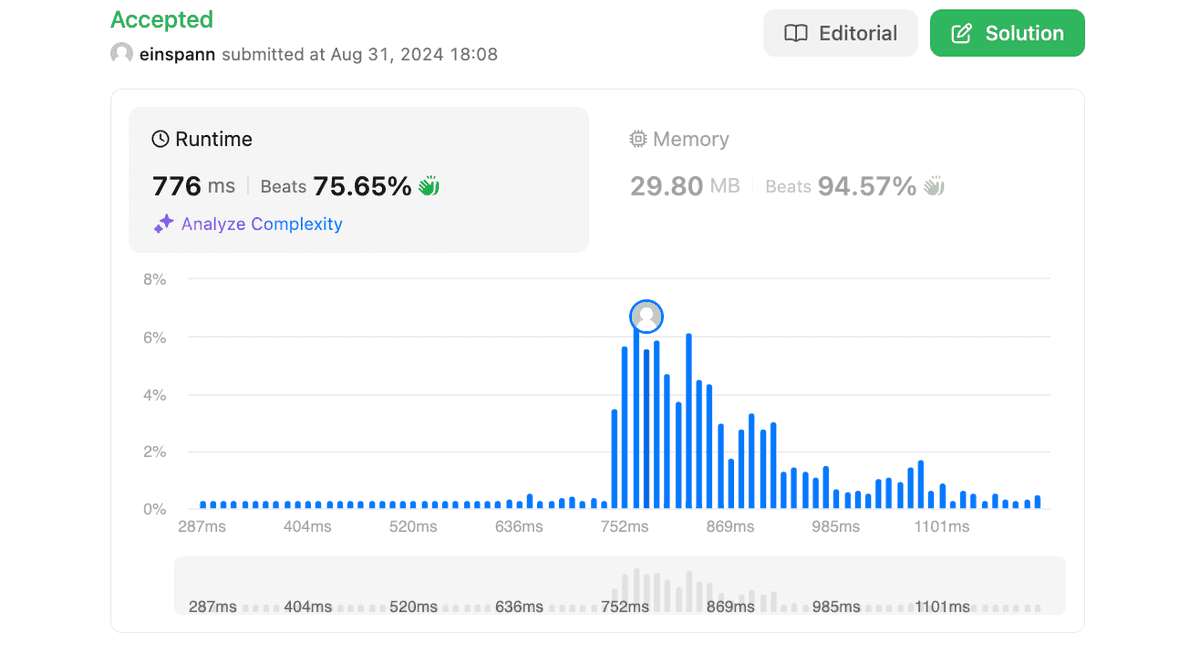 Accepted
Editorial
Solution
einspann submitted at Aug 31, 2024 18:08
Runtime
Memory
776 ms Beats 75.65%
29.80 MB Beats 94.57%
Analyze Complexity
8%
6%
4%
2%
0%
287ms 404ms 520ms 636ms 752ms 869ms 985ms 1101ms
287ms 404ms 520ms 636ms 752ms 869ms 985ms 1101ms